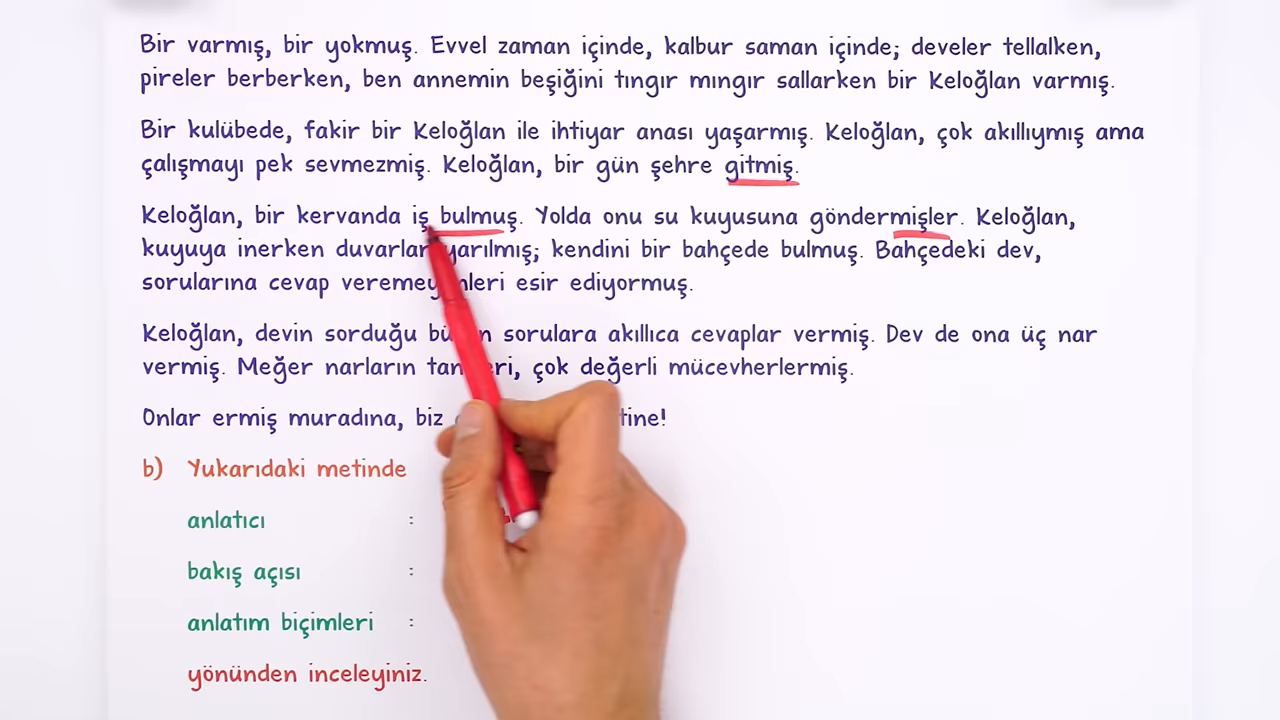 Bir varmış, bir yokmuş. Evvel zaman içinde, kalbur saman içinde; develer tellalken,
pireler berberken, ben annemin beşiğini tıngır mıngır sallarken bir Keloğlan varmış.
Bir kulübede, fakir bir Keloğlan ile ihtiyar anası yaşarmış. Keloğlan, çok akıllıymış ama
çalışmayı pek sevmezmiş. Keloğlan, bir gün şehre gitmiş.
Keloğlan, bir kervanda iş bulmuş. Yolda onu su kuyusuna göndermişler. Keloğlan,
kuyuya inerken duvarlar yarılmış; kendini bir bahçede bulmuş. Bahçedeki dev,
sorularına cevap esir ediyormuş.
Keloğlan, devin sorduğu sorulara akıllıca cevaplar vermiş. Dev de ona üç nar
vermiş. Meğer narların çok değerli mücevherlermiş.
Onlar ermiş muradına, biz
b) Yukarıdaki metinde
anlatıcı :
bakış açısı :
anlatım biçimleri :
yönünden inceleyiniz.